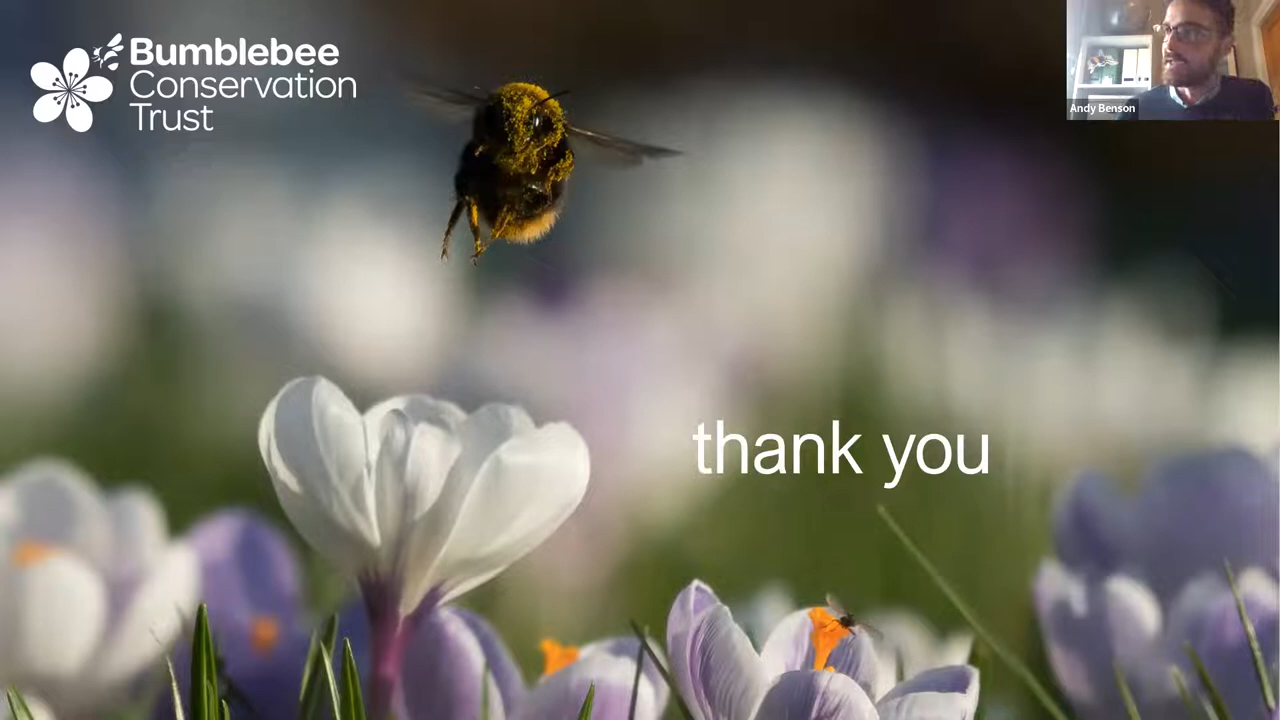 Bumblebee
Conservation
Trust
Andy Benson
thank you